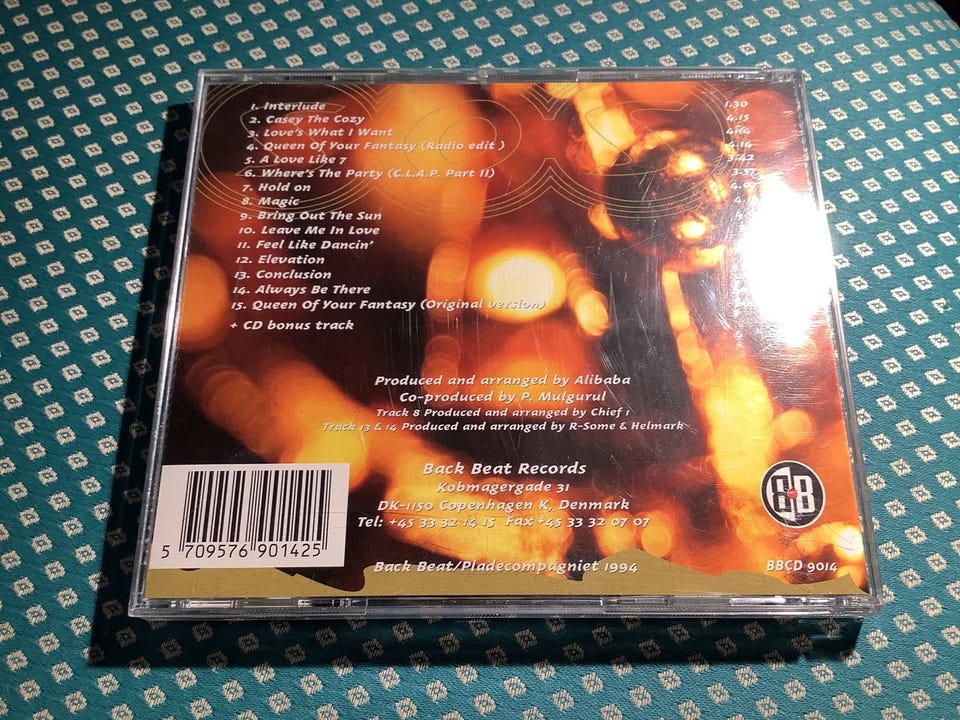 1. Interlude 1.30
2. Casey The Cozy 4.15
3. Love's What I Want 4.14
4. Queen Of Your Fantasy (Radio edit ) 4.14
5. A Love Like 7 3.42
6. Where's The Party (C.L.A.P. Part II) 3.57
7. Hold on
8. Magic
9. Bring Out The Sun
10. Leave Me In Love
11. Feel Like Dancin'
12. Elevation
13. Conclusion
14. Always Be There
15. Queen Of Your Fantasy (Original version)
+ CD bonus track
Produced and arranged by Alibaba
Co-produced by P. Mulgurul
Track 8 Produced and arranged by Chief 1
Track 13 & 14 Produced and arranged by R-Some & Helmark
Back Beat Records
Kobmagergade 31
DK-1150 Copenhagen K, Denmark
Tel: +45 33 32 14 15 Fax +45 33 32 07 07
BB
5 709576 901425
Back Beat/Pladecompagniet 1994
BBCD 9014